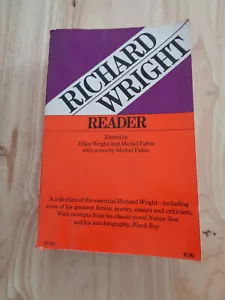 RICHARD
WRIGHT
READER
Edited by
Ellen Wright and Michel Fabre
with notes by Michel Fabre
A collection of the essential Richard Wright—including
some of his greatest fiction, poetry, essays and criticism.
With excerpts from his classic novel Native Son
and his autobiography, Black Boy